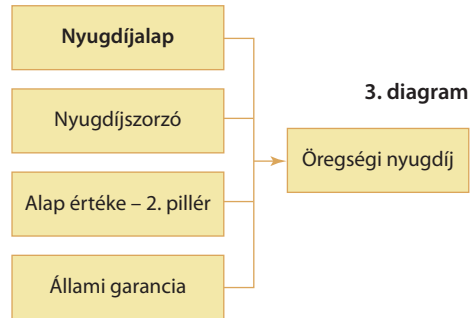 Nyugdíjalap
3. diagram
Nyugdíjszorzó
Öregségi nyugdíj
Alap értéke – 2. pillér
Állami garancia